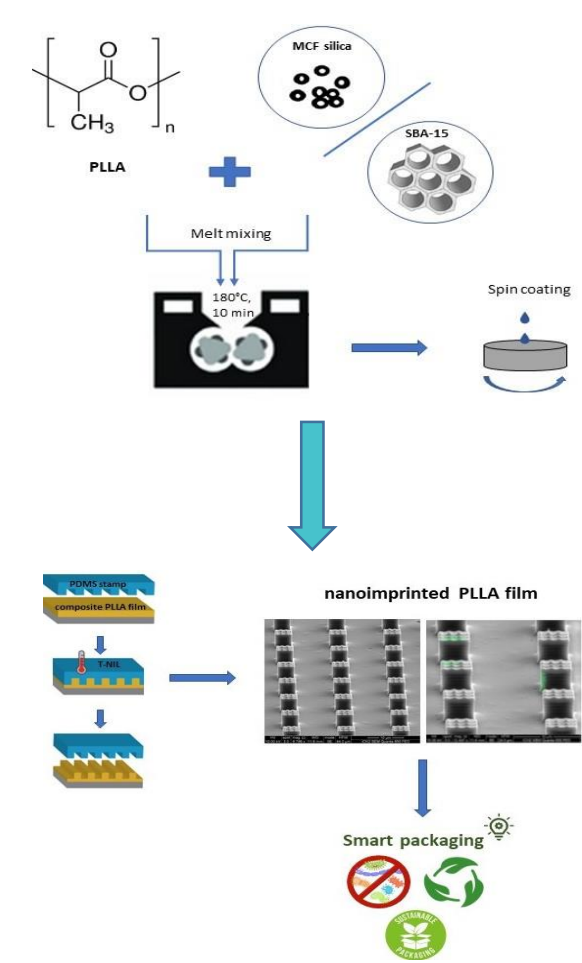 MCF silica
O
O
CH₃
n
SBA-15
PLLA
Melt mixing
180°C,
10 min
Spin coating
PDMS stamp
composite PLLA film
T-NIL
nanoimprinted PLLA film
Smart packaging
SUSTAINABLE
PACKAGING